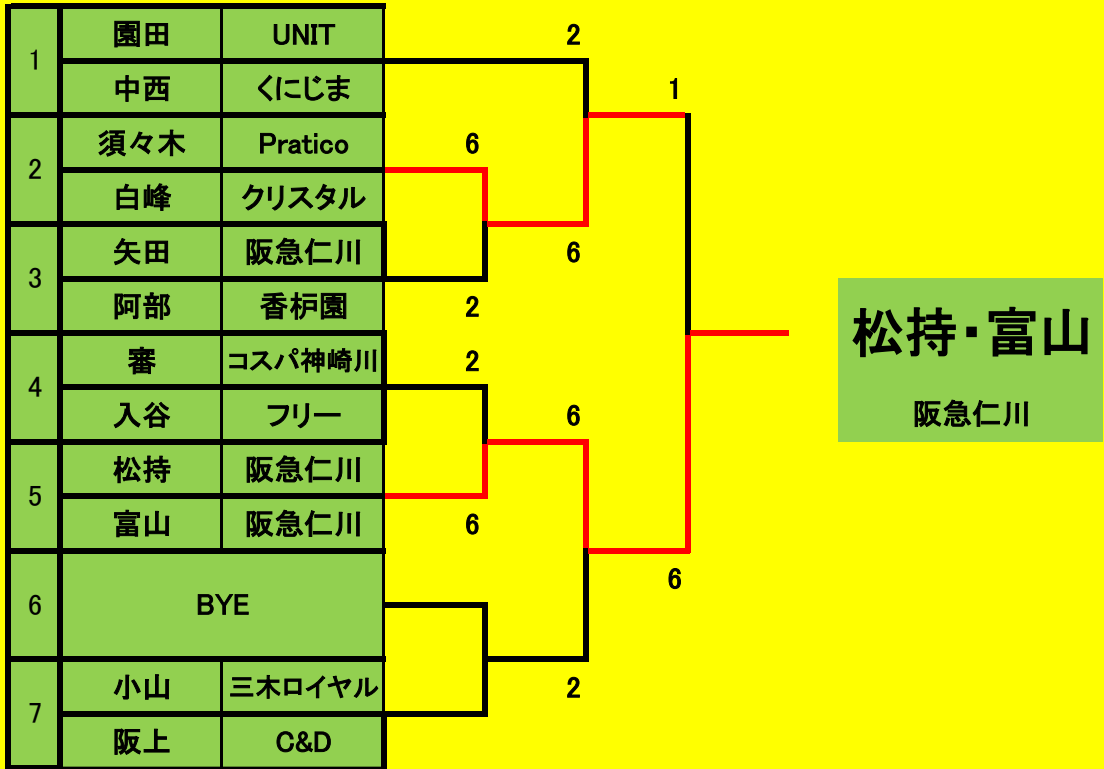 1 園田 UNIT 2
中西 くにじま 1
2 須々木 Pratico 6
白峰 クリスタル
3 矢田 阪急仁川 6
阿部 香枦園 2
4 審 コスパ神崎川 2
入谷 フリー 6
5 松持 阪急仁川
富山 阪急仁川 6
6 BYE 6
7 小山 三木ロイヤル 2
阪上 C&D
松持・富山
阪急仁川